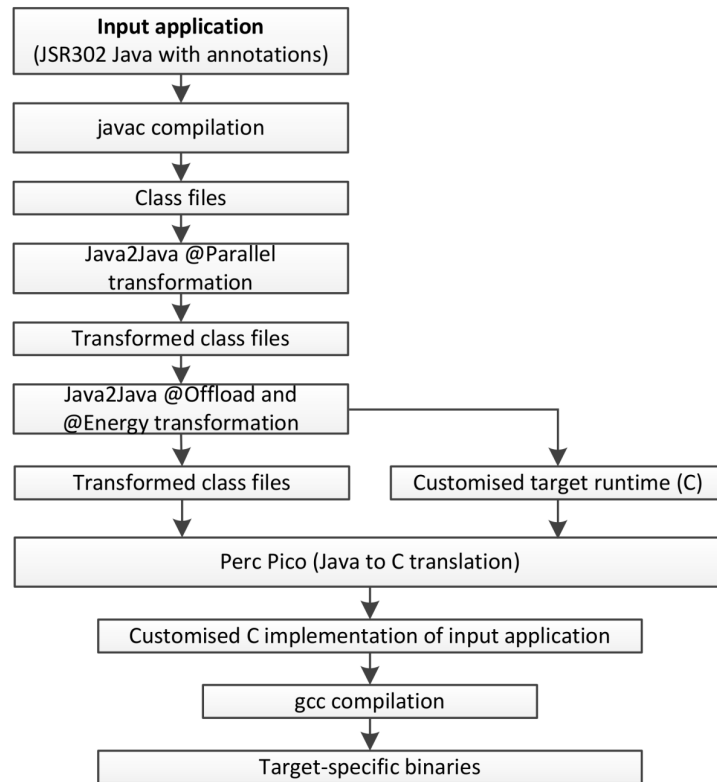 Input application
(JSR302 Java with annotations)
javac compilation
Class files
Java2Java @Parallel
transformation
Transformed class files
Java2Java @Offload and
@Energy transformation
Transformed class files
Customised target runtime (C)
Perc Pico (Java to C translation)
Customised C implementation of input application
gcc compilation
Target-specific binaries